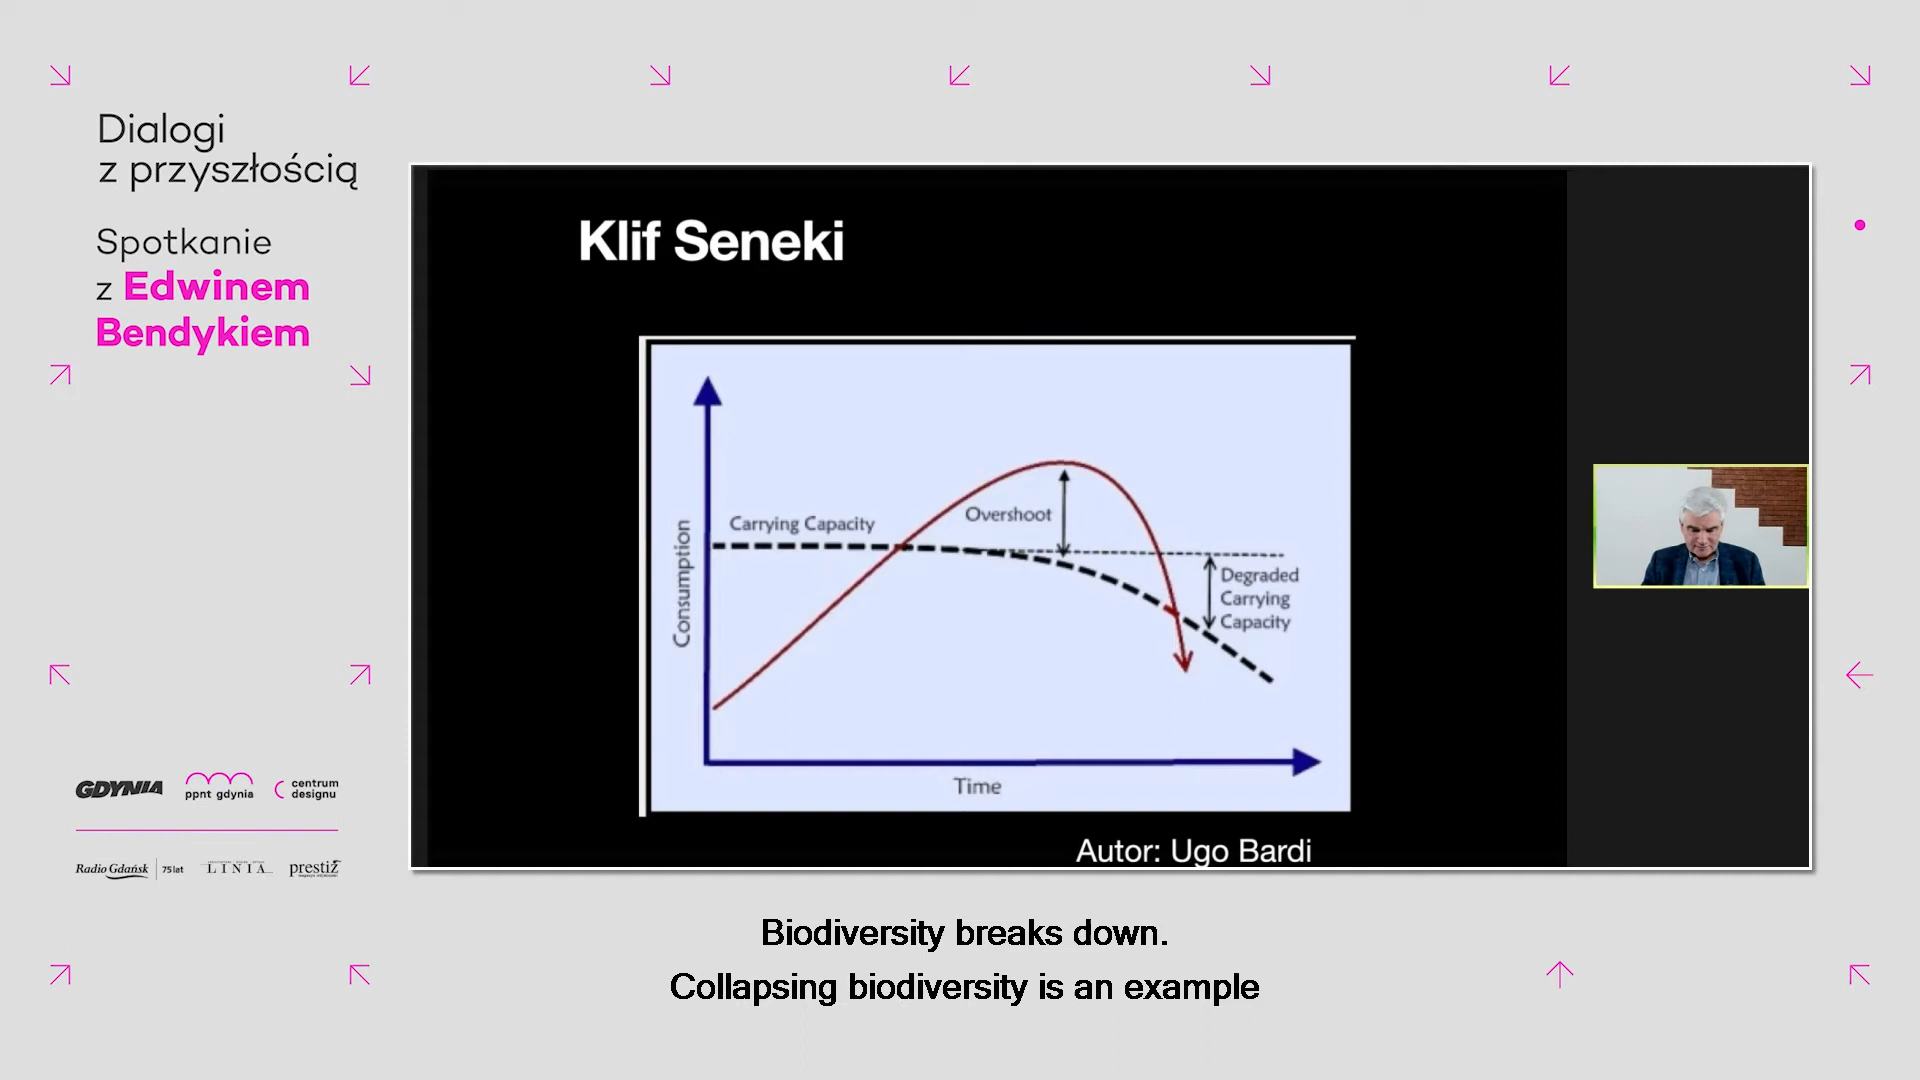 Dialogi
z przyszłością
Spotkanie
z Edwinem
Bendykiem
Klif Seneki
Carrying Capacity
Overshoot
Degraded
Carrying
Capacity
Consumption
Time
Autor: Ugo Bardi
GDYNIA
ppnt gdynia
centrum
designu
Radio Gdańsk
75 lat
LINIA
prestiż
Biodiversity breaks down.
Collapsing biodiversity is an example